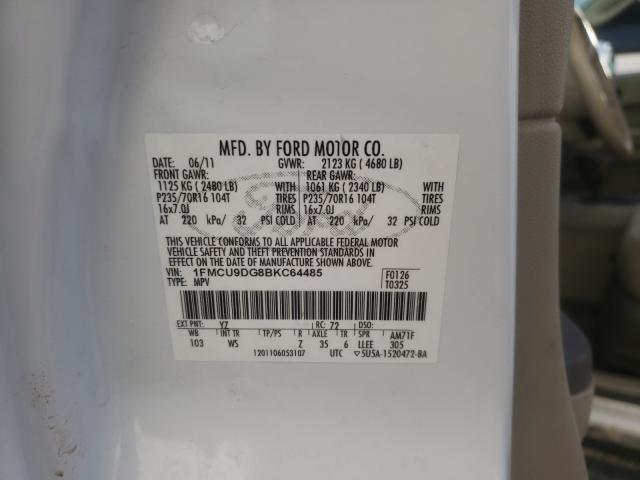 MFD. BY FORD MOTOR CO.
DATE: 06/11 GVWR: 2123 KG ( 4680 LB)
FRONT GAWR: REAR GAWR:
1125 KG ( 2480 LB) WITH 1061 KG ( 2340 LB) WITH
P235/70R16 104T TIRES P235/70R16 104T TIRES
16x7.0J RIMS 16x7.0J RIMS
AT 220 kPa/ 32 PSI COLD AT 220 kPa/ 32 PSI COLD
Ford
THIS VEHICLE CONFORMS TO ALL APPLICABLE FEDERAL MOTOR
VEHICLE SAFETY AND THEFT PREVENTION STANDARDS IN
EFFECT ON THE DATE OF MANUFACTURE SHOWN ABOVE.
VIN: 1FMCU9DG8BKC64485 F0126
TYPE: MPV T0325
EXT PNT: YZ RC: 72 DSO:
WB INT TR TP/PS R AXLE TR SPR AM71F
103 WS Z 35 6 LLEE 305
1201106053107 UTC ▽5U5A-1520472-BA